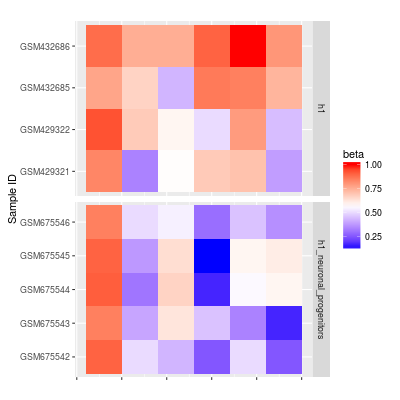 GSM432686
GSM432685
GSM429322
GSM429321
h1
GSM675546
GSM675545
GSM675544
GSM675543
GSM675542
h1_neuronal_progenitors
Sample ID
beta
1.00
0.75
0.50
0.25